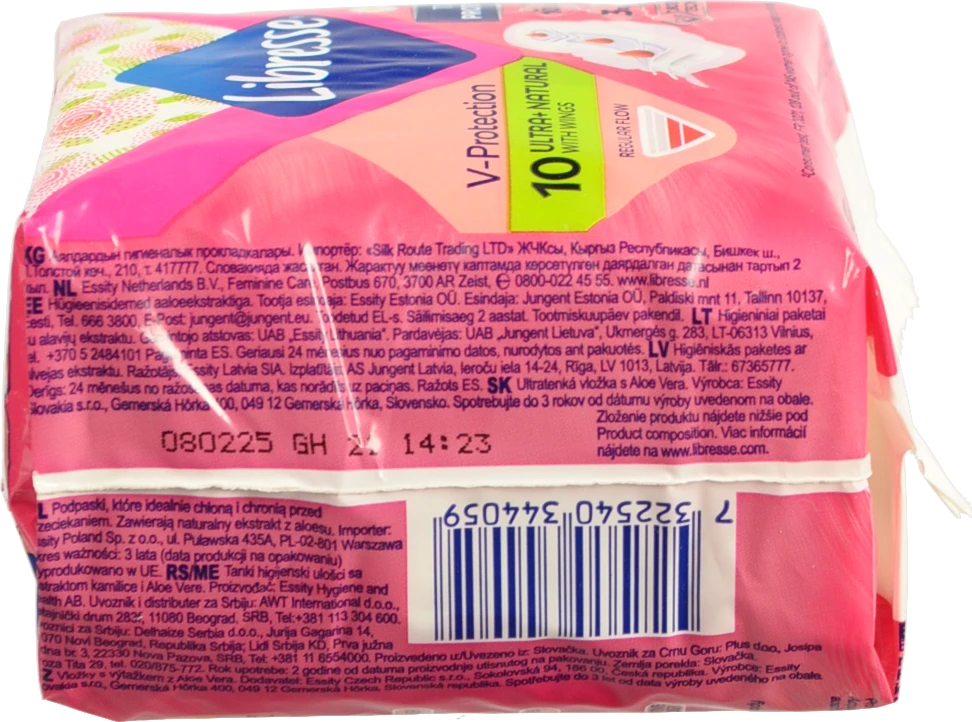 Libresse
V-Protection
10 ULTRA+ NATURAL
WITH WINGS
REGULAR FLOW
KG Аялдардын гигиеналык прокладкалары. Импортёр: «Silk Route Trading LTD» ЖЧКсы, Кыргыз Республикасы, Бишкек ш.,
Л.Толстой көч., 210, т. 417777. Словакияда жасалган. Жарактуу мөөнөтү каптамда көрсөтүлгөн даярдалган датасынан тартып 2
NL Essity Netherlands B.V., Feminine Care, Postbus 670, 3700 AR Zeist, ✆ 0800-022 45 55. www.libresse.nl
EE Hügieenisidemed aaloeekstraktiga. Tootja esindaja: Essity Estonia OÜ. Esindaja: Jungent Estonia OÜ, Paldiski mnt 11, Tallinn 10137,
Eesti, Tel. 666 3800, E-Post: jungent@jungent.eu. Toodetud EL-s. Säilimisaeg 2 aastat. Tootmiskuupäev pakendil. LT Higieniniai paketai
su alavijų ekstraktu. Gamintojo atstovas: UAB „Essity Lithuania". Pardavėjas: UAB „Jungent Lietuva", Ukmergės g. 283, LT-06313 Vilnius,
tel. +370 5 2484101 Pagaminta ES. Geriausi 24 mėnesius nuo pagaminimo datos, nurodytos ant pakuotės. LV Higiēniskās paketes ar
alvejas ekstraktu. Ražotājs: Essity Latvia SIA. Izplatītājs: AS Jungent Latvia, Ieroču iela 14-24, Rīga, LV 1013, Latvija. Tālr.: 67365777.
Derīgs: 24 mēnešus no ražošanas datuma, kas norādīts uz paciņas. Ražots ES. SK Ultratenká vložka s Aloe Vera. Výrobca: Essity
Slovakia s.r.o., Gemerská Hôrka 400, 049 12 Gemerská Hôrka, Slovensko. Spotrebujte do 3 rokov od dátumu výroby uvedenom na obale.
Zloženie produktu nájdete nižšie pod
Product composition. Viac informácií
nájdete na www.libresse.com.
080225 GH 21 14:23
PL Podpaski, które idealnie chłoną i chronią przed
przeciekaniem. Zawierają naturalny ekstrakt z aloesu. Importer:
Essity Poland Sp. z o.o., ul. Puławska 435A, PL-02-801 Warszawa
Okres ważności: 3 lata (data produkcji na opakowaniu)
Wyprodukowano w UE. RS/ME Tanki higijenski ulošci sa
ekstraktom kamilice i Aloe Vere. Proizvođač: Essity Hygiene and
Health AB. Uvoznik i distributer za Srbiju: AWT International d.o.o.,
11080 Beograd, SRB, Tel:+381 113 304 600.
Uvoznici za Srbiju: Delhaize Serbia d.o.o., Jurija Gagarina 14,
11070 Novi Beograd, Republika Srbija; Lidl Srbija KD, Prva južna
radna br. 3, 22330 Nova Pazova, SRB, Tel: +381 11 6554000. Proizvedeno u/Uvezeno iz: Slovačka. Uvoznik za Crnu Goru: Plus d.o.o., Josipa
Broza Tita 29, tel. 020/875-772. Rok upotrebe: 2 godine od datuma proizvodnje utisnutog na pakovanju. Zemlja porekla: Slovačka.
CZ Vložky s výtažkem z Aloe Vera. Dodavatel: Essity Czech Republic s.r.o., Sokolovská 94, 186 00, Česká republika. Výrobce: Essity
Slovakia s.r.o., Gemerská Hôrka 400, 049 12 Gemerská Hôrka, Slovenská republika. Spotřebujte do 3 let od data výroby uvedeného na obale.
7 322540 344059